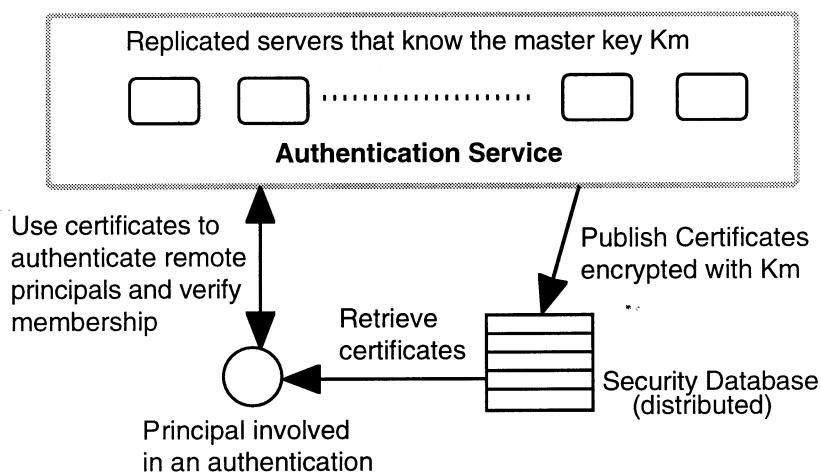 Replicated servers that know the master key Km
Authentication Service
Use certificates to
authenticate remote
principals and verify
membership
Publish Certificates
encrypted with Km
Retrieve
certificates
Security Database
(distributed)
Principal involved
in an authentication